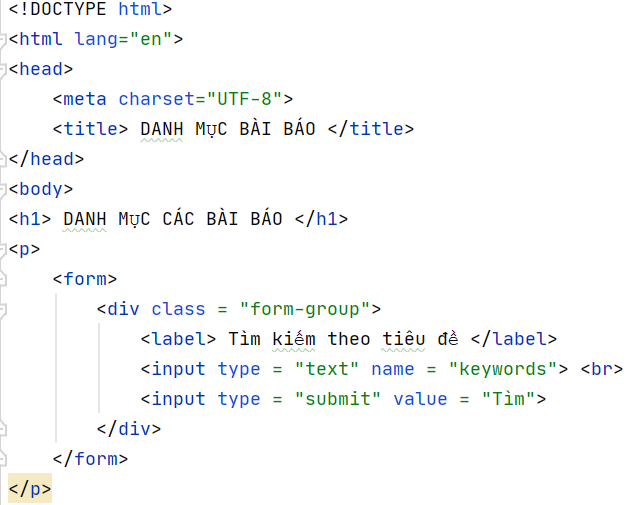 <!DOCTYPE html>
<html lang="en">
<head>
    <meta charset="UTF-8">
    <title> DANH MỤC BÀI BÁO </title>
</head>
<body>
<h1> DANH MỤC CÁC BÀI BÁO </h1>
<p>
    <form>
        <div class = "form-group">
            <label> Tìm kiếm theo tiêu đề </label>
            <input type = "text" name = "keywords"> <br>
            <input type = "submit" value = "Tìm">
        </div>
    </form>
</p>